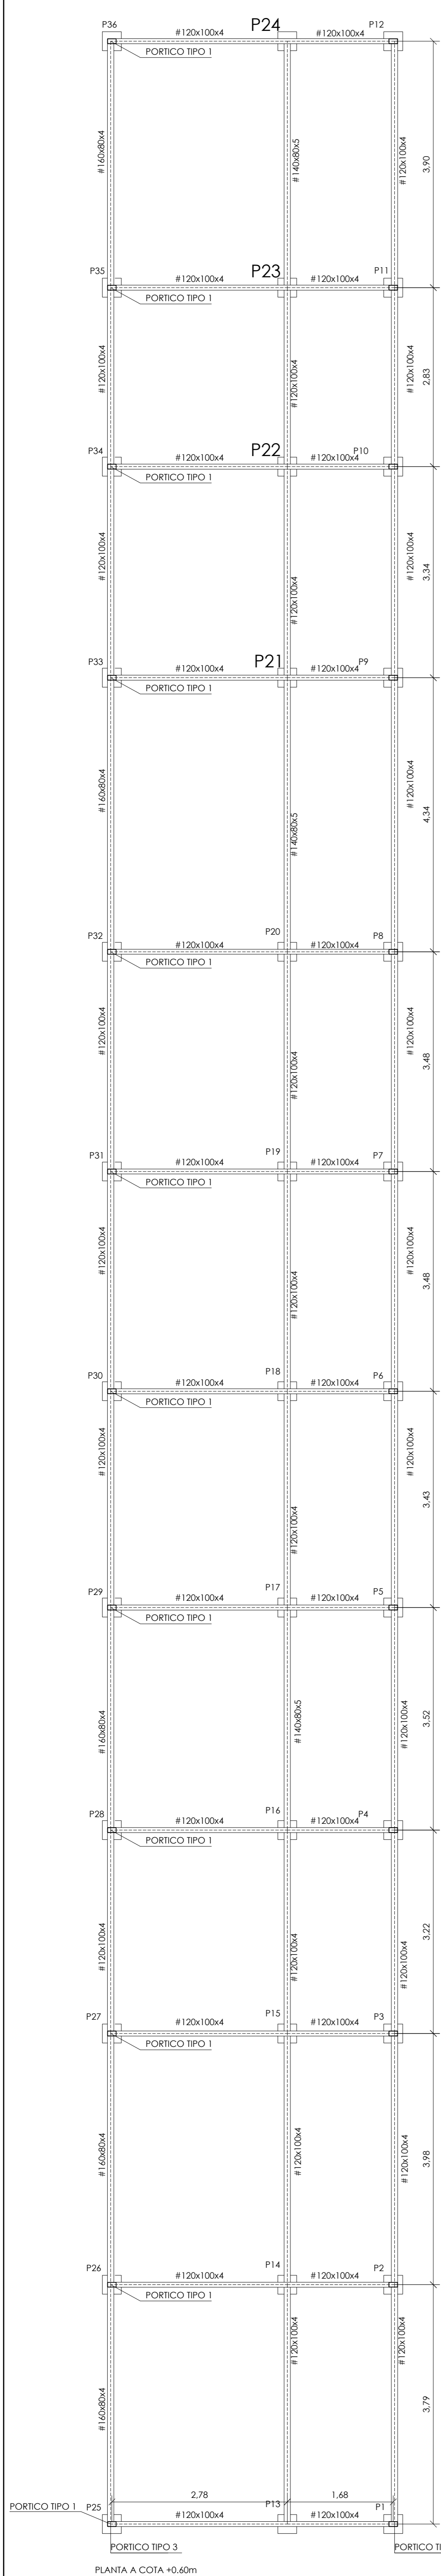 P36
#120x100x4
P24
#120x100x4
P12
PORTICO TIPO 1
#160x80x4
#140x80x5
#120x100x4
3,90
P35
#120x100x4
P23
#120x100x4
P11
PORTICO TIPO 1
#120x100x4
#120x100x4
#120x100x4
2,83
P34
#120x100x4
P22
#120x100x4
P10
PORTICO TIPO 1
#120x100x4
#120x100x4
#120x100x4
3,34
P33
#120x100x4
P21
#120x100x4
P9
PORTICO TIPO 1
#160x80x4
#140x80x5
#120x100x4
4,34
P32
#120x100x4
P20
#120x100x4
P8
PORTICO TIPO 1
#120x100x4
#120x100x4
#120x100x4
3,48
P31
#120x100x4
P19
#120x100x4
P7
PORTICO TIPO 1
#120x100x4
#120x100x4
#120x100x4
3,48
P30
#120x100x4
P18
#120x100x4
P6
PORTICO TIPO 1
#120x100x4
#120x100x4
#120x100x4
3,43
P29
#120x100x4
P17
#120x100x4
P5
PORTICO TIPO 1
#160x80x4
#140x80x5
#120x100x4
3,52
P28
#120x100x4
P16
#120x100x4
P4
PORTICO TIPO 1
#120x100x4
#120x100x4
#120x100x4
3,22
P27
#120x100x4
P15
#120x100x4
P3
PORTICO TIPO 1
#160x80x4
#120x100x4
#120x100x4
3,98
P26
#120x100x4
P14
#120x100x4
P2
PORTICO TIPO 1
#160x80x4
#120x100x4
#120x100x4
3,79
2,78
1,68
PORTICO TIPO 1
P25
#120x100x4
P13
#120x100x4
P1
PORTICO TIPO 3
PORTICO TI
PLANTA A COTA +0.60m